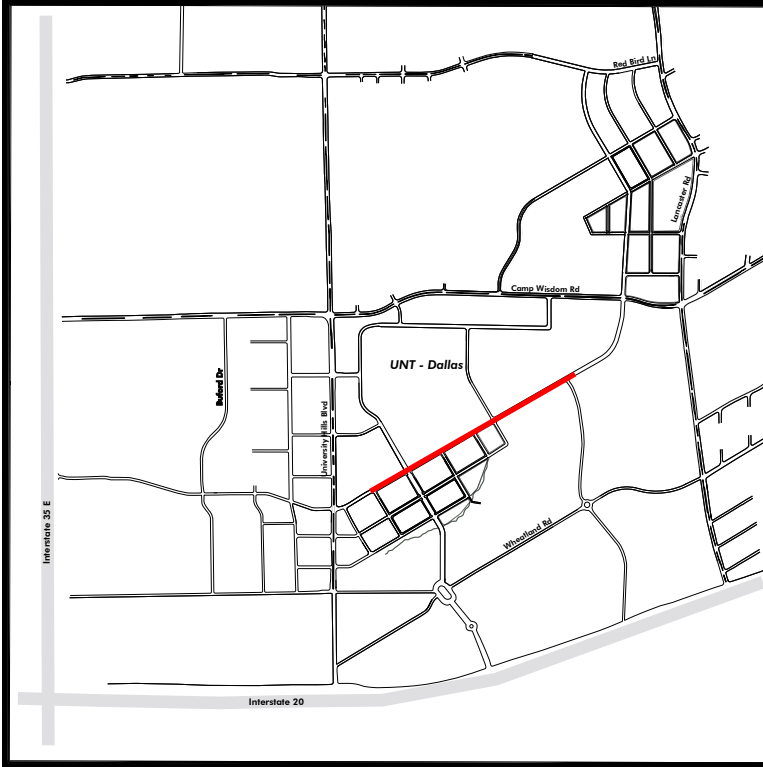 Red Bird Ln
Lancaster Rd
Camp Wisdom Rd
UNT - Dallas
Buford Dr
University Hills Blvd
Interstate 35 E
Wheatland Rd
Interstate 20